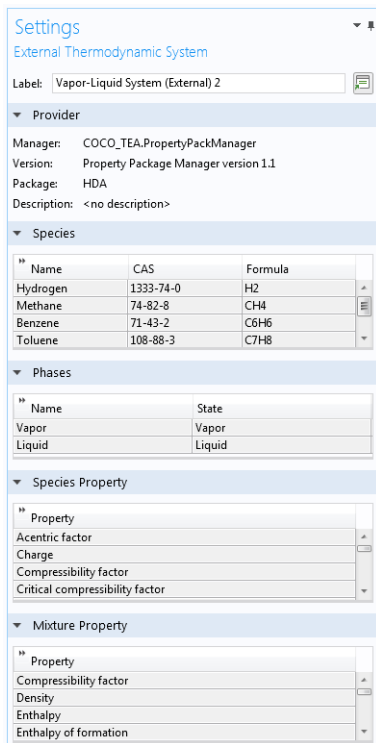 Settings
External Thermodynamic System
Label: Vapor-Liquid System (External) 2
Provider
Manager: COCO_TEA.PropertyPackManager
Version: Property Package Manager version 1.1
Package: HDA
Description: <no description>
Species
Name CAS Formula
Hydrogen 1333-74-0 H2
Methane 74-82-8 CH4
Benzene 71-43-2 C6H6
Toluene 108-88-3 C7H8
Phases
Name State
Vapor Vapor
Liquid Liquid
Species Property
Property
Acentric factor
Charge
Compressibility factor
Critical compressibility factor
Mixture Property
Property
Compressibility factor
Density
Enthalpy
Enthalpy of formation